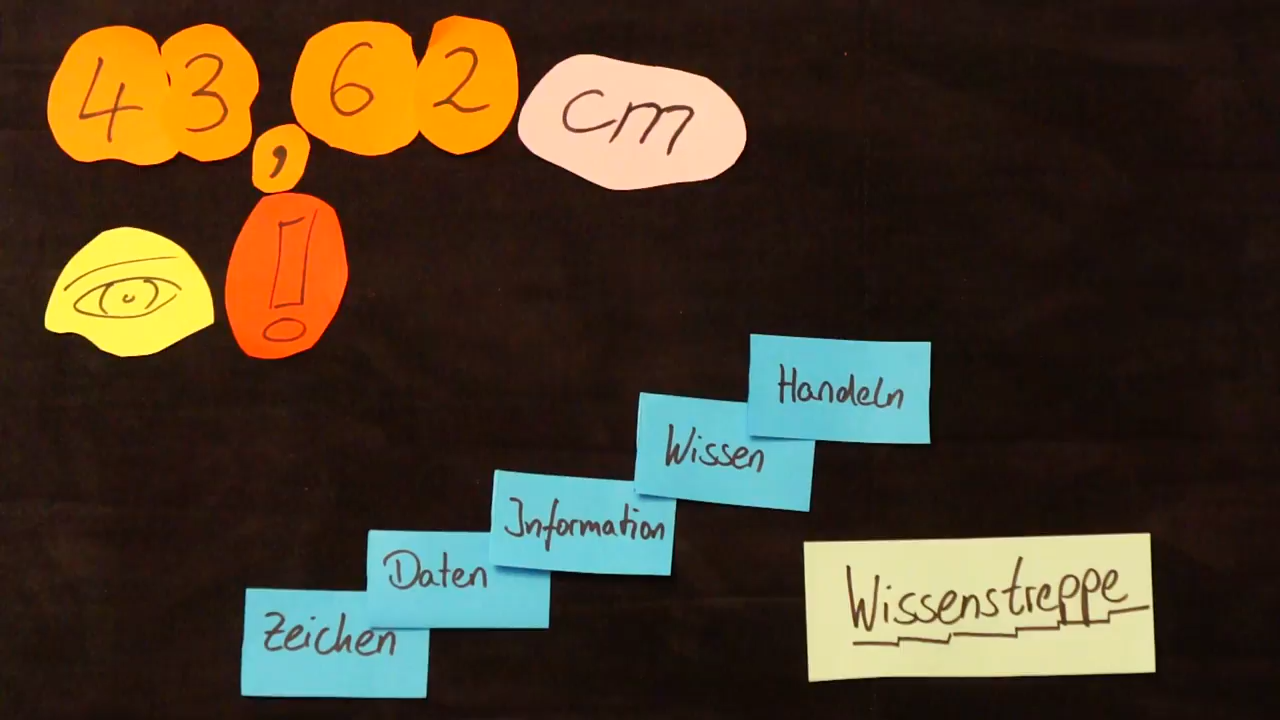 43,62 cm
!
Handeln
Wissen
Information
Daten
Zeichen
Wissenstreppe